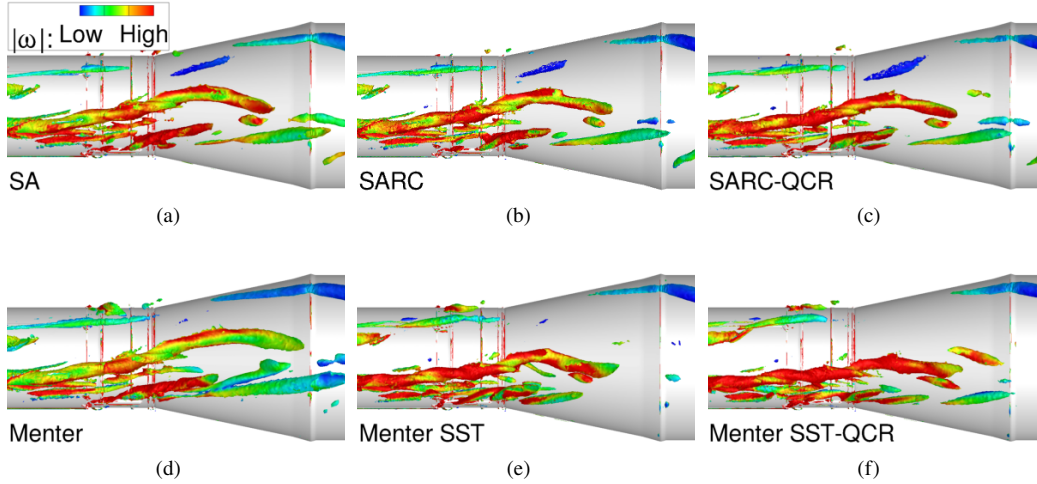 |ω|: Low High
SA
SARC
SARC-QCR
(a)
(b)
(c)
Menter
Menter SST
Menter SST-QCR
(d)
(e)
(f)